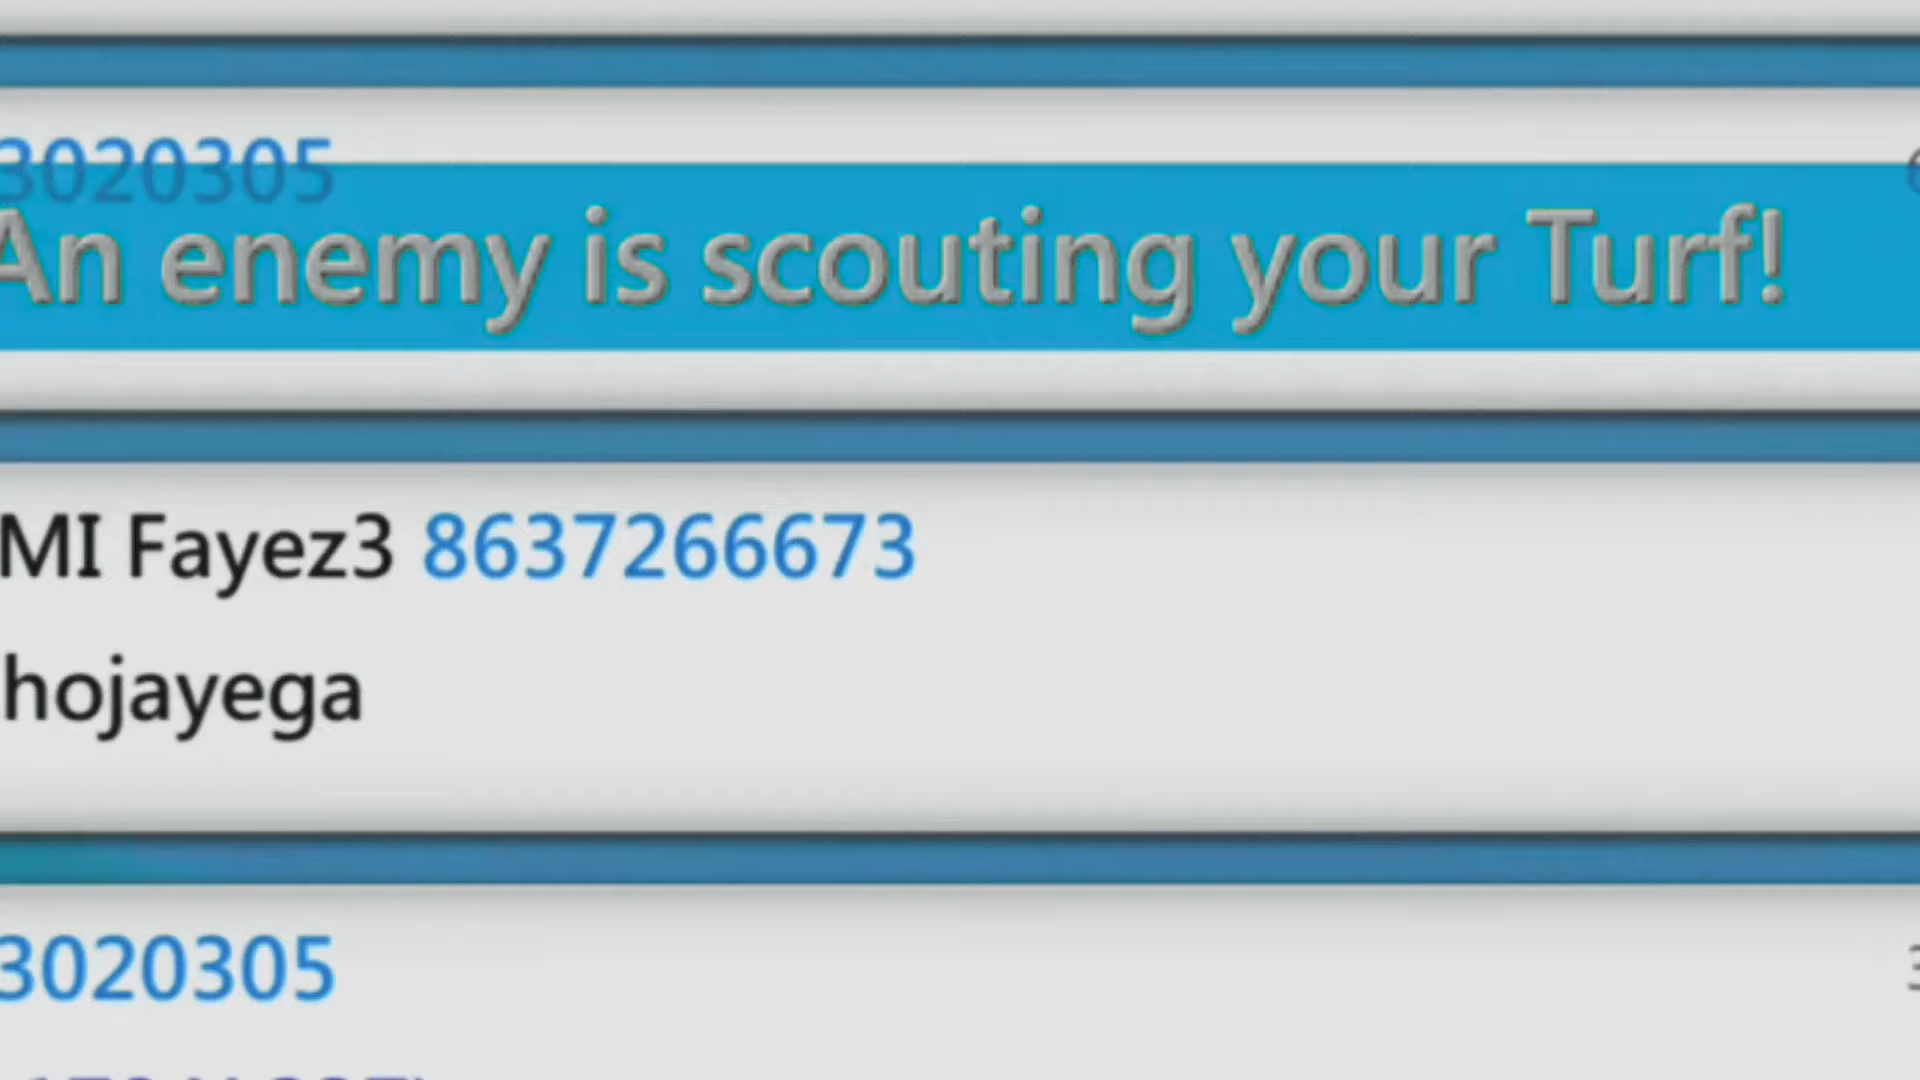 3020305
An enemy is scouting your Turf!
MI Fayez3 8637266673
hojayega
3020305